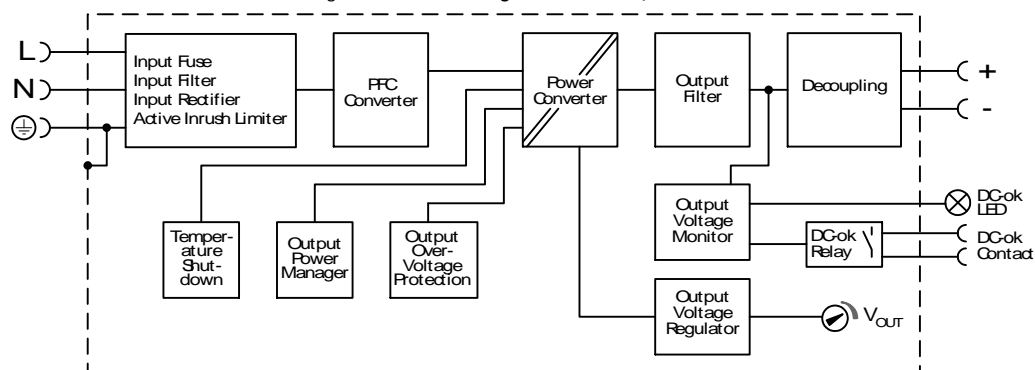 L
N
Input Fuse
Input Filter
Input Rectifier
Active Inrush Limiter
PFC
Converter
Power
Converter
Output
Filter
Decoupling
+
-
Temper-
ature
Shut-
down
Output
Power
Manager
Output
Over-
Voltage
Protection
Output
Voltage
Monitor
DC-ok
LED
DC-ok
Relay
DC-ok
Contact
Output
Voltage
Regulator
VOUT